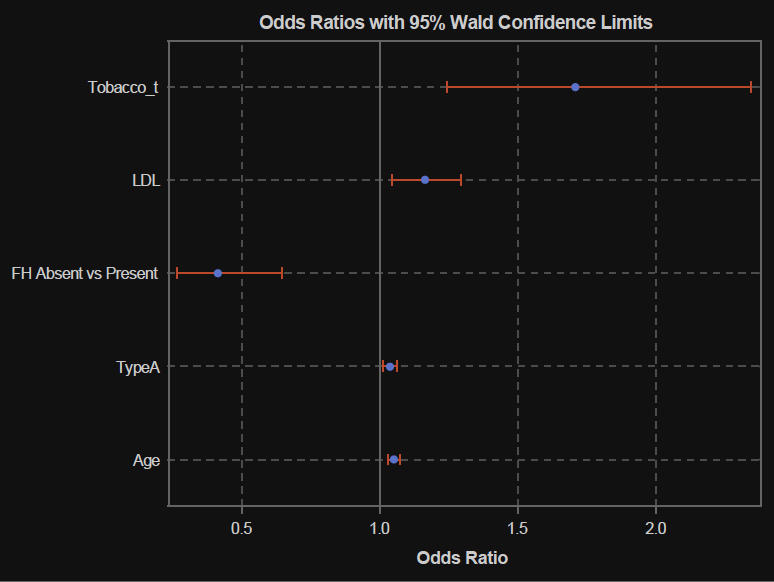 Odds Ratios with 95% Wald Confidence Limits
Tobacco_t
LDL
FH Absent vs Present
TypeA
Age
0.5 1.0 1.5 2.0
Odds Ratio